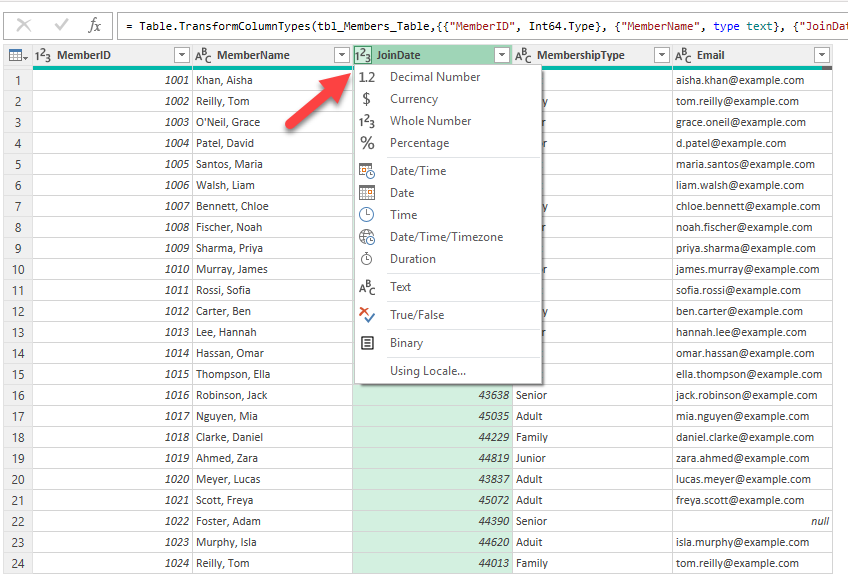 fx = Table.TransformColumnTypes(tbl_Members_Table,{{"MemberID", Int64.Type}, {"MemberName", type text}, {"JoinDa
1²3 MemberID ABC MemberName 1²3 JoinDate ABC MembershipType ABC Email
1 1001 Khan, Aisha aisha.khan@example.com
2 1002 Reilly, Tom y tom.reilly@example.com
3 1003 O'Neil, Grace r grace.oneil@example.com
4 1004 Patel, David r d.patel@example.com
5 1005 Santos, Maria maria.santos@example.com
6 1006 Walsh, Liam liam.walsh@example.com
7 1007 Bennett, Chloe y chloe.bennett@example.com
8 1008 Fischer, Noah r noah.fischer@example.com
9 1009 Sharma, Priya priya.sharma@example.com
10 1010 Murray, James r james.murray@example.com
11 1011 Rossi, Sofia sofia.rossi@example.com
12 1012 Carter, Ben y ben.carter@example.com
13 1013 Lee, Hannah r hannah.lee@example.com
14 1014 Hassan, Omar omar.hassan@example.com
15 1015 Thompson, Ella ella.thompson@example.com
16 1016 Robinson, Jack 43638 Senior jack.robinson@example.com
17 1017 Nguyen, Mia 45035 Adult mia.nguyen@example.com
18 1018 Clarke, Daniel 44229 Family daniel.clarke@example.com
19 1019 Ahmed, Zara 44819 Junior zara.ahmed@example.com
20 1020 Meyer, Lucas 43837 Adult lucas.meyer@example.com
21 1021 Scott, Freya 45072 Adult freya.scott@example.com
22 1022 Foster, Adam 44390 Senior null
23 1023 Murphy, Isla 44620 Aduit isla.murphy@example.com
24 1024 Reilly, Tom 44013 Family tom.reilly@example.com
1.2 Decimal Number
$ Currency
1²3 Whole Number
% Percentage
Date/Time
Date
Time
Date/Time/Timezone
Duration
ABC Text
True/False
Binary
Using Locale...